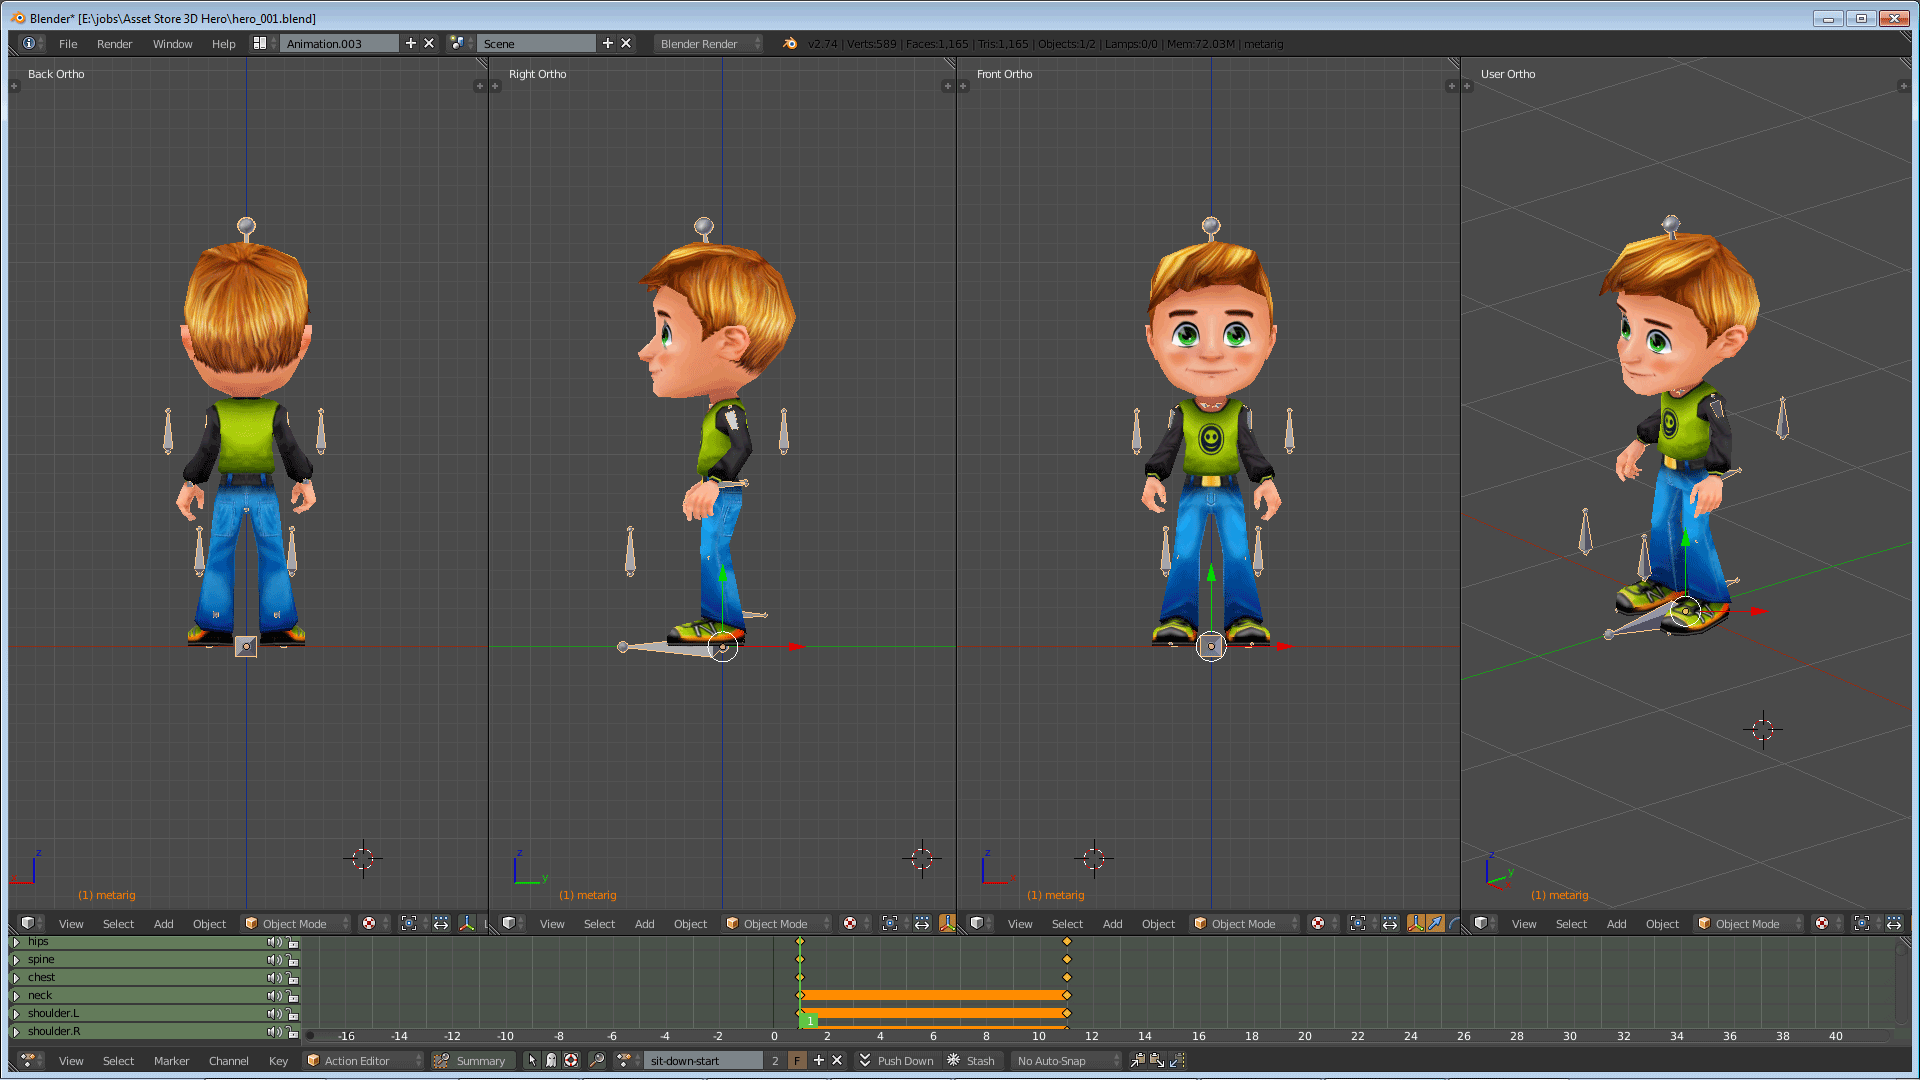 Blender* [E:\jobs\Asset Store 3D Hero\hero_001.blend]
File Render Window Help Animation.003 Scene Blender Render v2.74 | Verts:589 | Faces:1,165 | Tris:1,165 | Objects:1/2 | Lamps:0/0 | Mem:72.03M | metarig
Back Ortho Right Ortho Front Ortho User Ortho
z z z z
y y
x x
(1) metarig (1) metarig (1) metarig (1) metarig
View Select Add Object Object Mode View Select Add Object Object Mode View Select Add Object Object Mode View Select Add Object Object Mode
hips
spine
chest
neck
shoulder.L
1
shoulder.R
-16 -14 -12 -10 -8 -6 -4 -2 0 2 4 6 8 10 12 14 16 18 20 22 24 26 28 30 32 34 36 38 40
View Select Marker Channel Key Action Editor Summary sit-down-start 2 F Push Down Stash No Auto-Snap